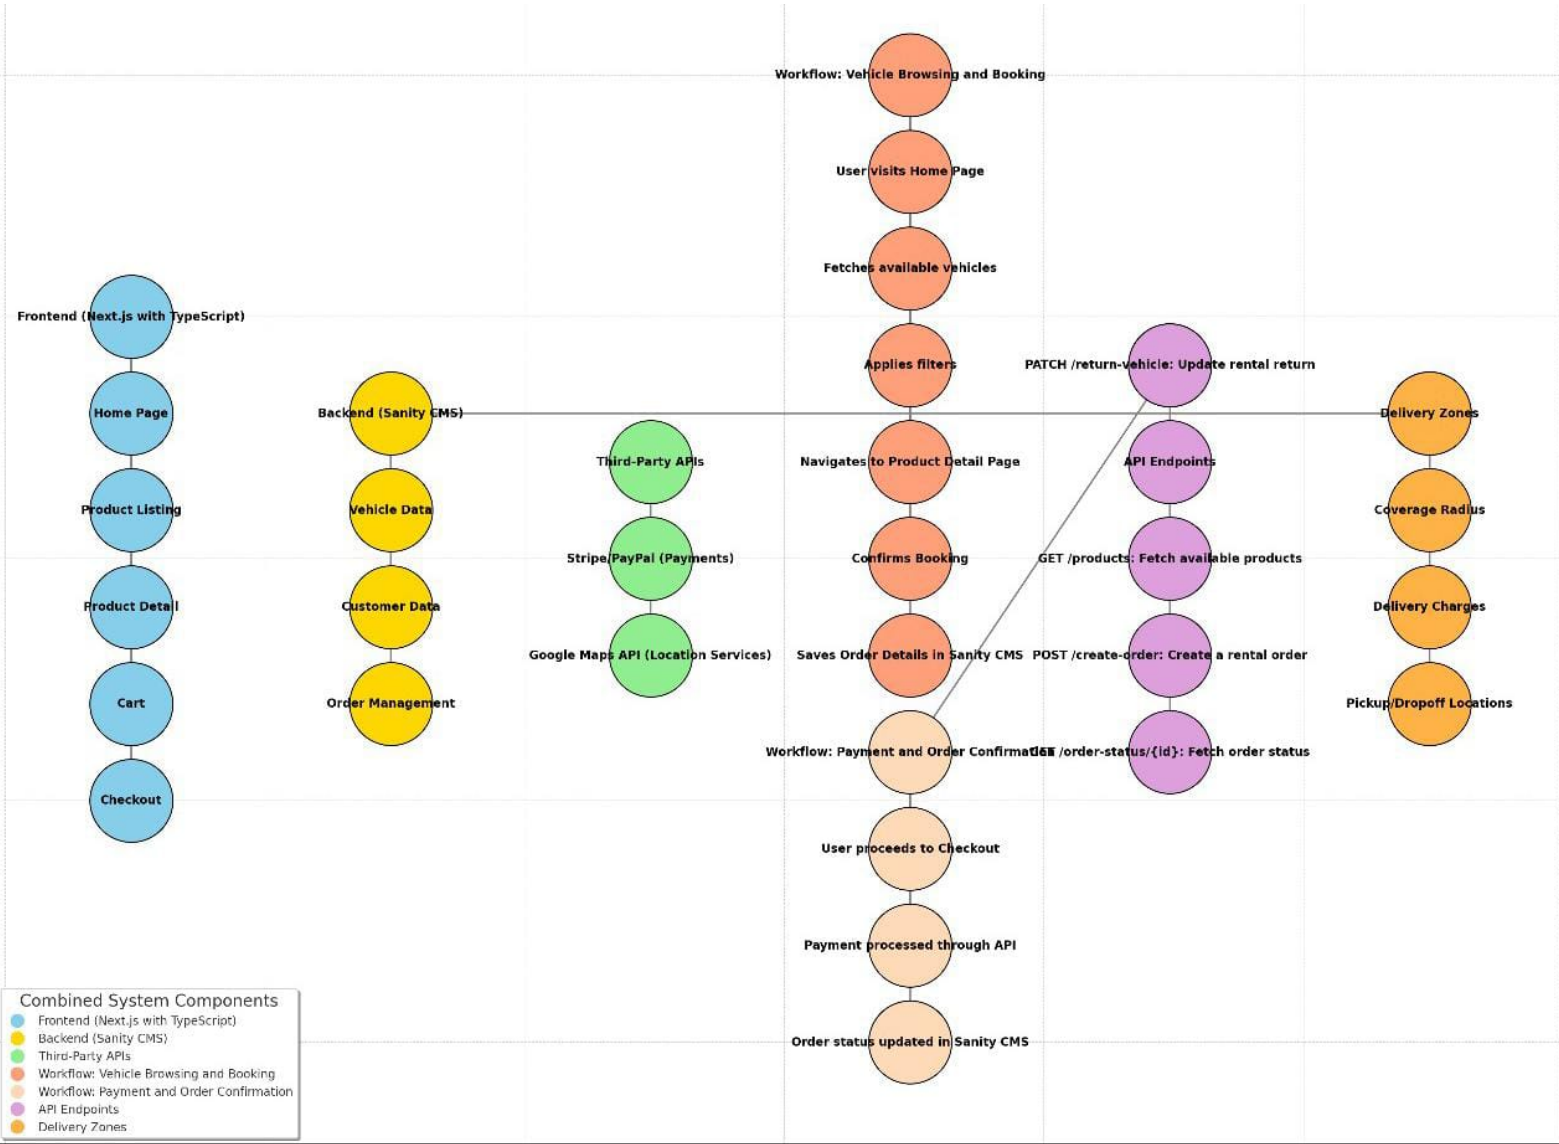 Workflow: Vehicle Browsing and Booking
User visits Home Page
Fetches available vehicles
Applies filters
Navigates to Product Detail Page
Confirms Booking
Saves Order Details in Sanity CMS
Workflow: Payment and Order Confirmation
User proceeds to Checkout
Payment processed through API
Order status updated in Sanity CMS
Frontend (Next.js with TypeScript)
Home Page
Product Listing
Product Detail
Cart
Checkout
Backend (Sanity CMS)
Vehicle Data
Customer Data
Order Management
Third-Party APIs
Stripe/PayPal (Payments)
Google Maps API (Location Services)
PATCH /return-vehicle: Update rental return
API Endpoints
GET /products: Fetch available products
POST /create-order: Create a rental order
GET /order-status/{id}: Fetch order status
Delivery Zones
Coverage Radius
Delivery Charges
Pickup/Dropoff Locations
Combined System Components
Frontend (Next.js with TypeScript)
Backend (Sanity CMS)
Third-Party APIs
Workflow: Vehicle Browsing and Booking
Workflow: Payment and Order Confirmation
API Endpoints
Delivery Zones